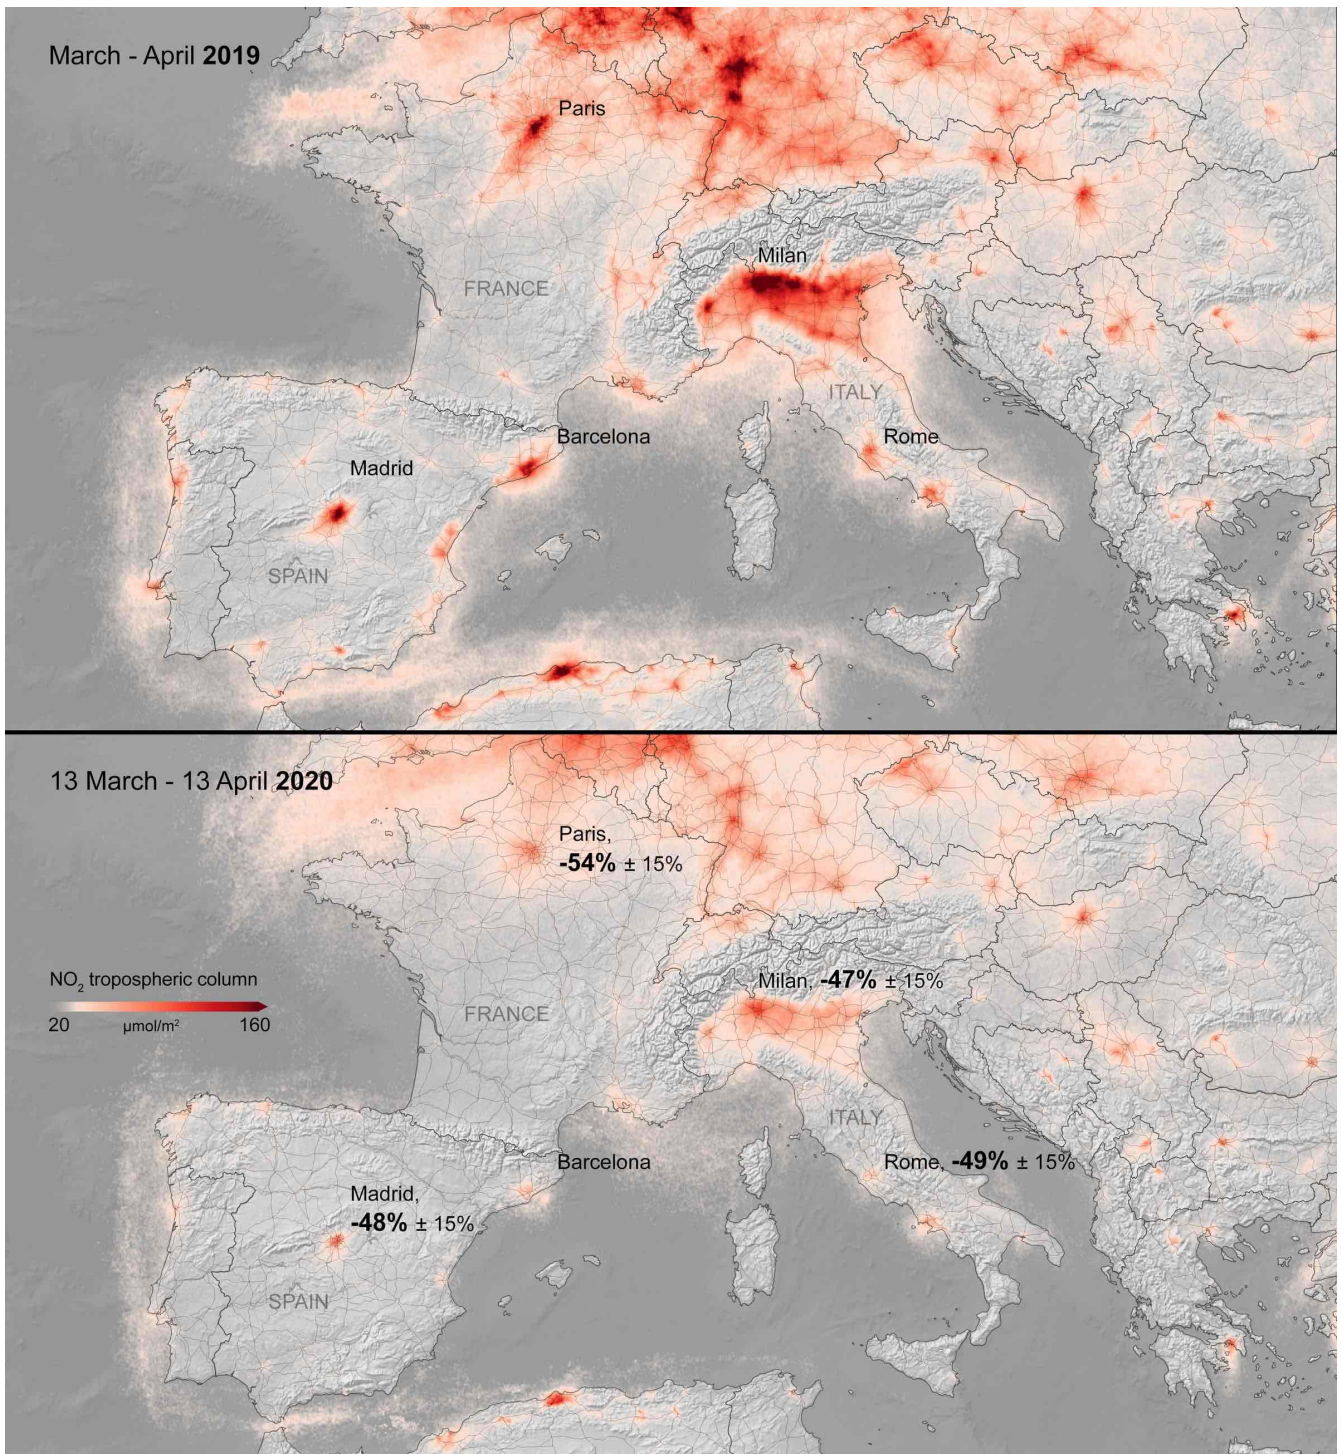 March - April 2019
Paris
Milan
FRANCE
ITALY
Barcelona
Rome
Madrid
SPAIN
13 March - 13 April 2020
Paris,
-54% ± 15%
NO₂ tropospheric column
20 µmol/m² 160
Milan, -47% ± 15%
FRANCE
ITALY
Barcelona
Rome, -49% ± 15%
Madrid,
-48% ± 15%
SPAIN